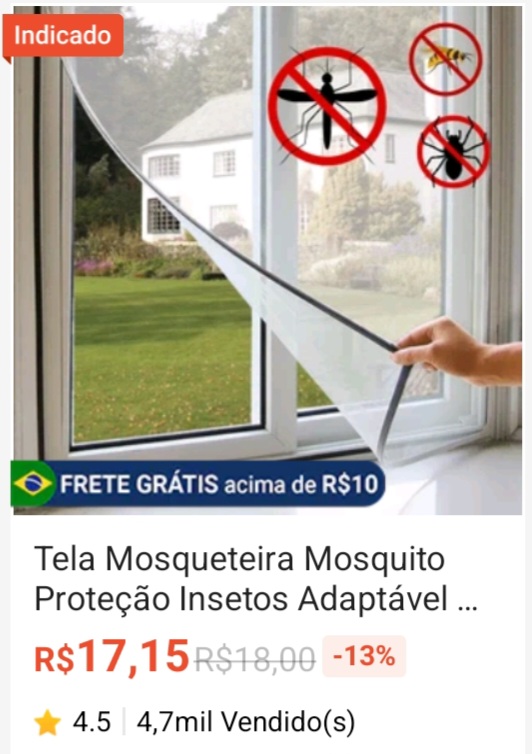 Indicado
FRETE GRÁTIS acima de R$10
Tela Mosqueteira Mosquito
Proteção Insetos Adaptável ...
R$17,15 R$18,00 -13%
4.5 4,7mil Vendido(s)